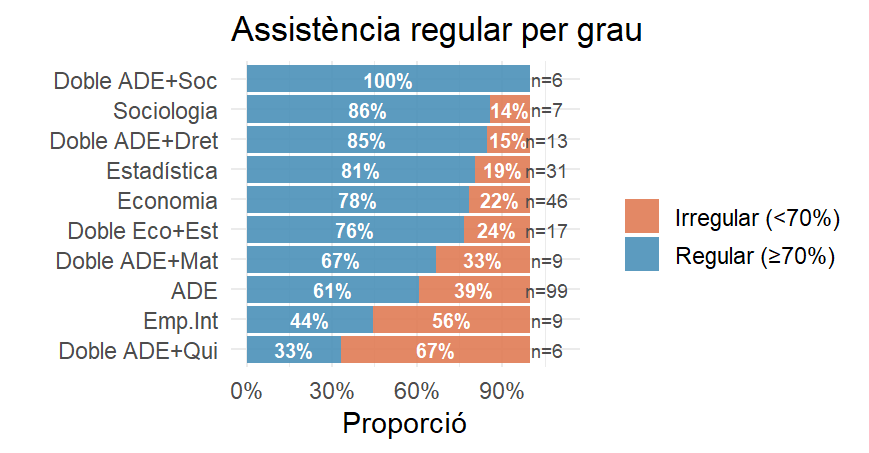 Assistència regular per grau
Doble ADE+Soc 100% n=6
Sociologia 86% 14% n=7
Doble ADE+Dret 85% 15% n=13
Estadística 81% 19% n=31
Economia 78% 22% n=46
Doble Eco+Est 76% 24% n=17
Doble ADE+Mat 67% 33% n=9
ADE 61% 39% n=99
Emp.Int 44% 56% n=9
Doble ADE+Qui 33% 67% n=6
0% 30% 60% 90%
Proporció
Irregular (<70%)
Regular (≥70%)